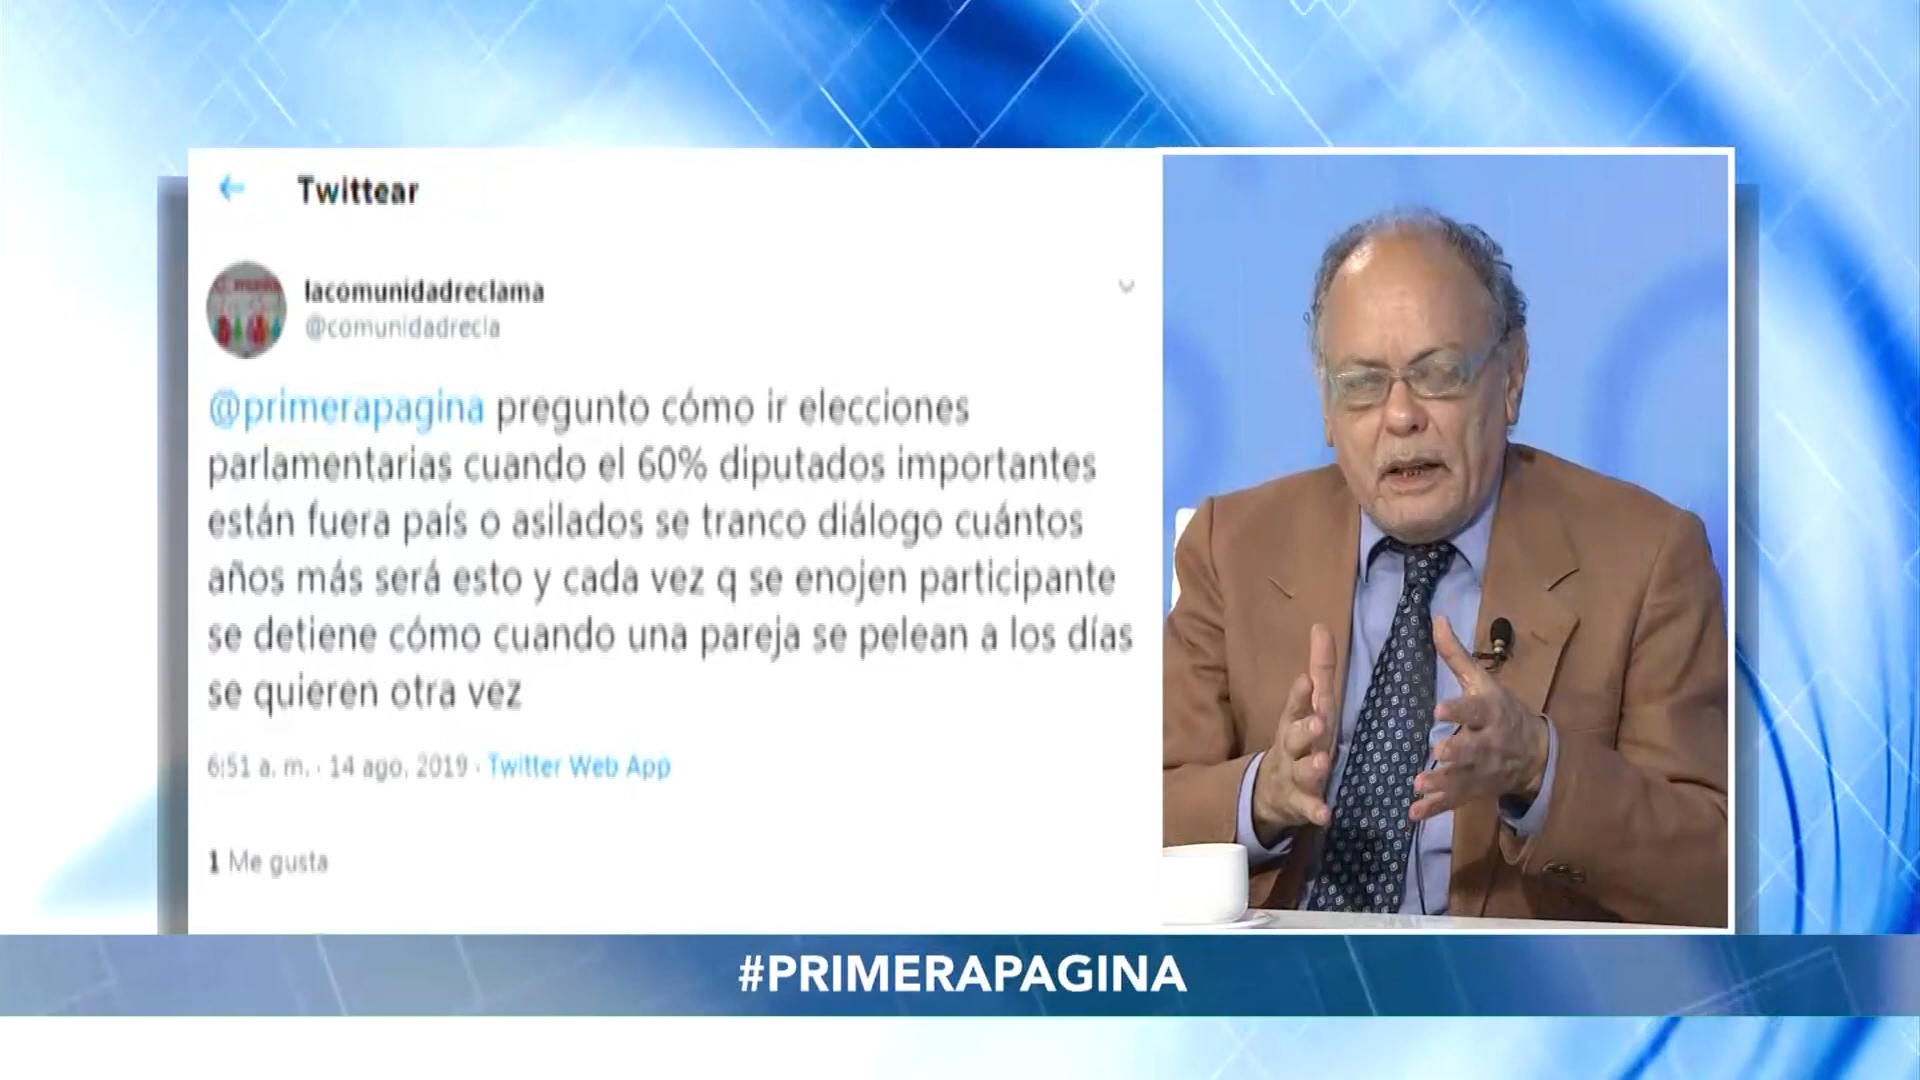 Twittear
lacomunidadreclama
@comunidadrecla
@primerapagina pregunto cómo ir elecciones
parlamentarias cuando el 60% diputados importantes
están fuera país o asilados se tranco diálogo cuántos
años más será esto y cada vez q se enojen participante
se detiene cómo cuando una pareja se pelean a los días
se quieren otra vez
6:51 a. m. · 14 ago. 2019 · Twitter Web App
1 Me gusta
#PRIMERAPAGINA